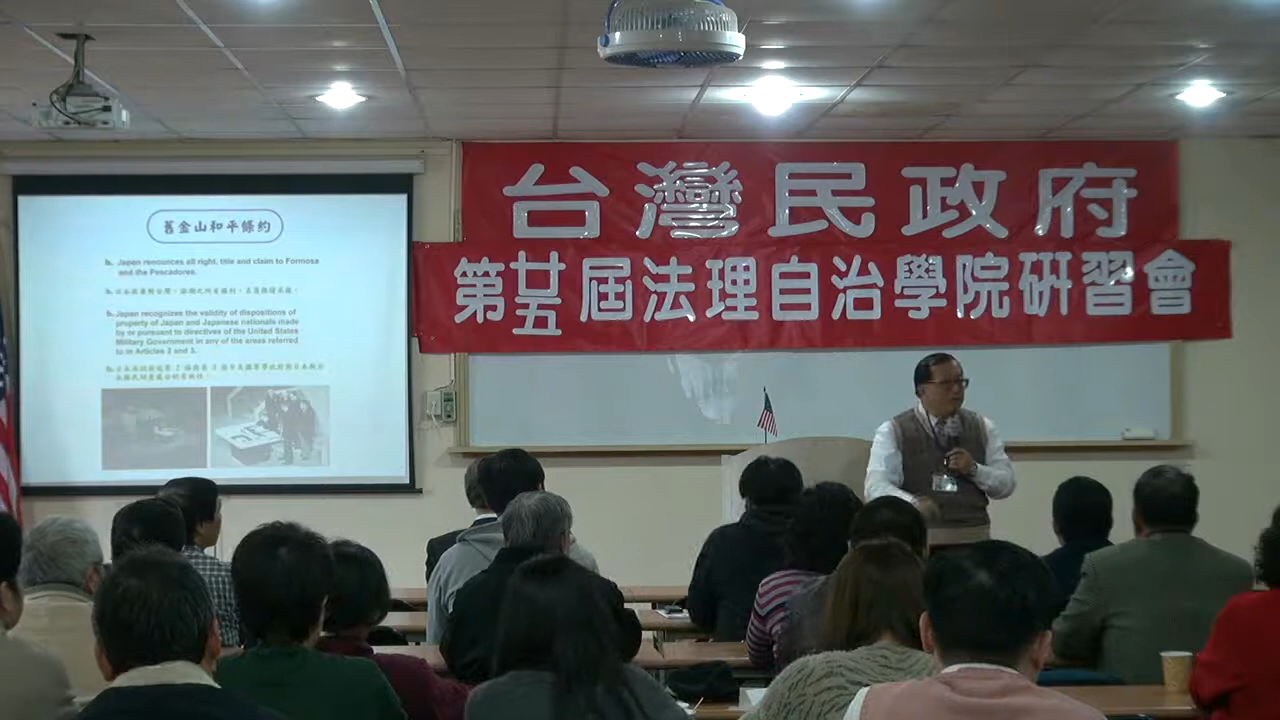 台灣民政府
第廿五屆法理自治學院研習會
舊金山和平條約
b. Japan renounces all right, title and claim to Formosa
and the Pescadores.
b. Japan recognizes the validity of dispositions of
property of Japan and Japanese nationals made
by or pursuant to directives of the United States
Military Government in any of the areas referred
to in Articles 2 and 3.